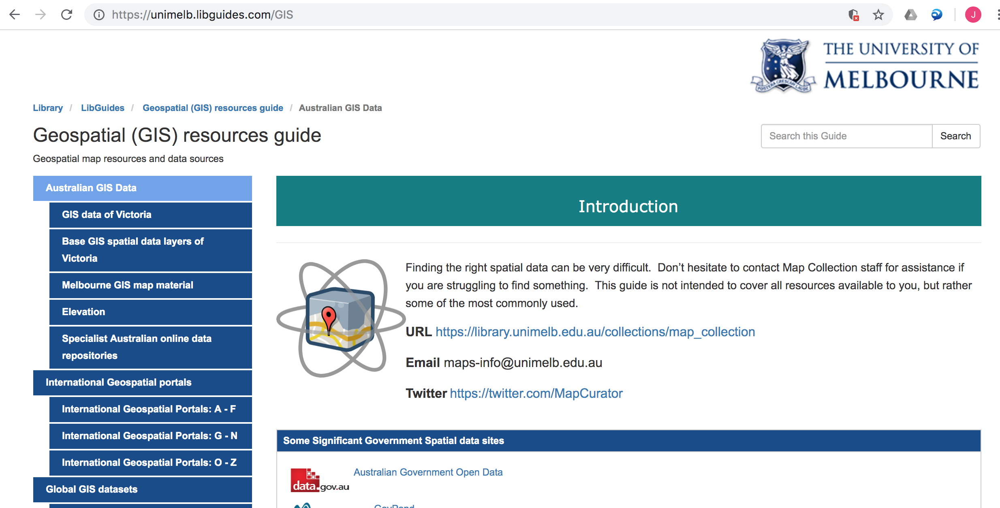 https://unimelb.libguides.com/GIS
J
THE UNIVERSITY OF
MELBOURNE
POSTERA CRESCAM LAUDE
Library / LibGuides / Geospatial (GIS) resources guide / Australian GIS Data
Geospatial (GIS) resources guide
Search this Guide
Search
Geospatial map resources and data sources
Australian GIS Data
GIS data of Victoria
Base GIS spatial data layers of
Victoria
Melbourne GIS map material
Elevation
Specialist Australian online data
repositories
International Geospatial portals
International Geospatial Portals: A - F
International Geospatial Portals: G - N
International Geospatial Portals: O - Z
Global GIS datasets
Introduction
Finding the right spatial data can be very difficult.  Don’t hesitate to contact Map Collection staff for assistance if
you are struggling to find something.  This guide is not intended to cover all resources available to you, but rather
some of the most commonly used.
URL https://library.unimelb.edu.au/collections/map_collection
Email maps-info@unimelb.edu.au
Twitter https://twitter.com/MapCurator
Some Significant Government Spatial data sites
data.gov.au
Australian Government Open Data